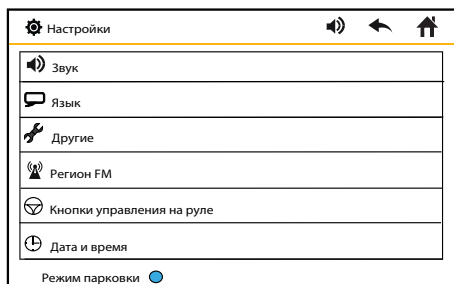 Настройки
Звук
Язык
Другие
Регион FM
Кнопки управления на руле
Дата и время
Режим парковки